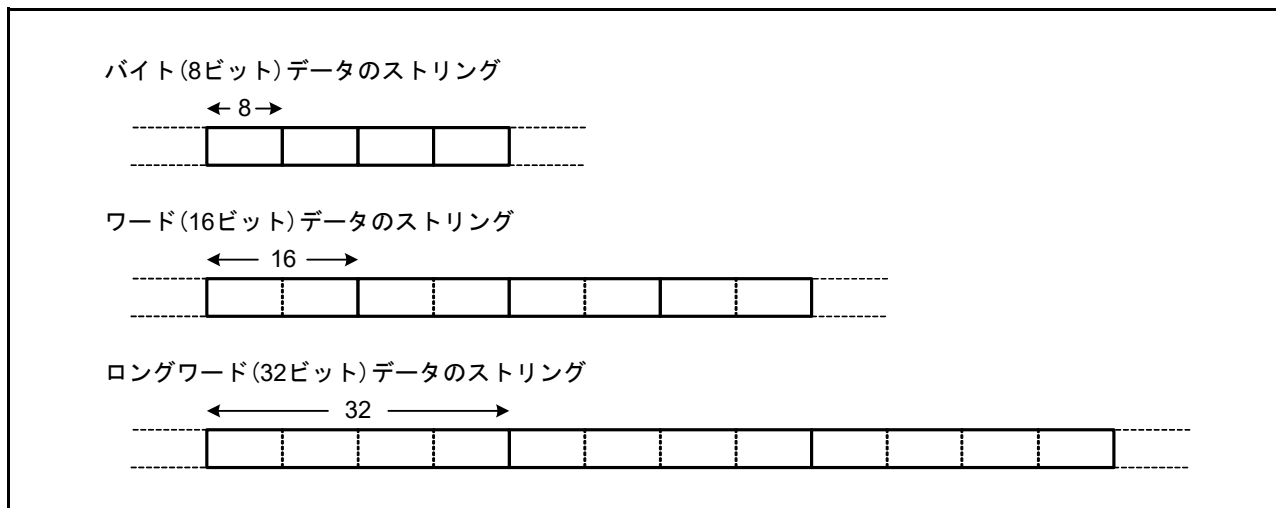 バイト(8ビット)データのストリング
8
ワード(16ビット)データのストリング
16
ロングワード(32ビット)データのストリング
32